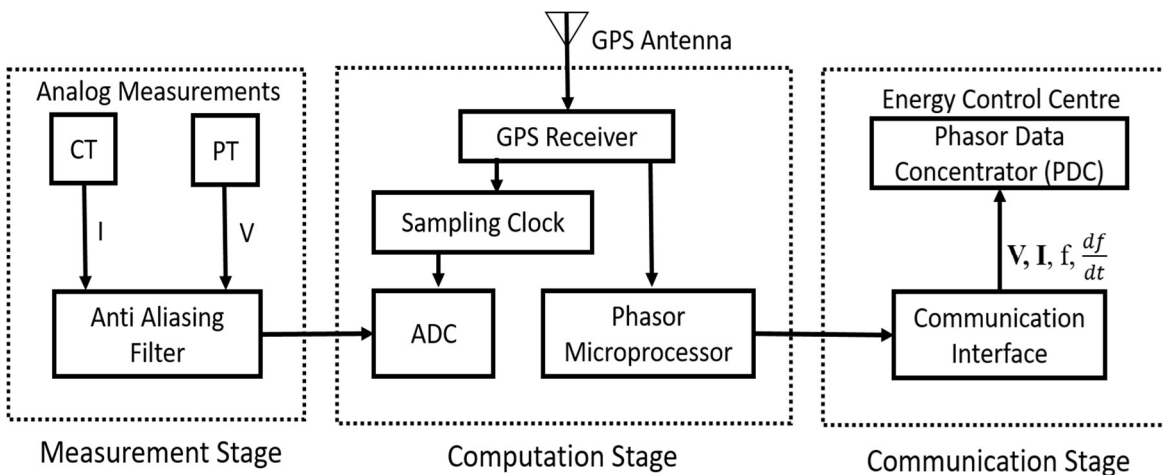 GPS Antenna
Analog Measurements
CT
PT
I
V
Anti Aliasing
Filter
Measurement Stage
GPS Receiver
Sampling Clock
ADC
Phasor
Microprocessor
Computation Stage
Energy Control Centre
Phasor Data
Concentrator (PDC)
V, I, f, df/dt
Communication
Interface
Communication Stage